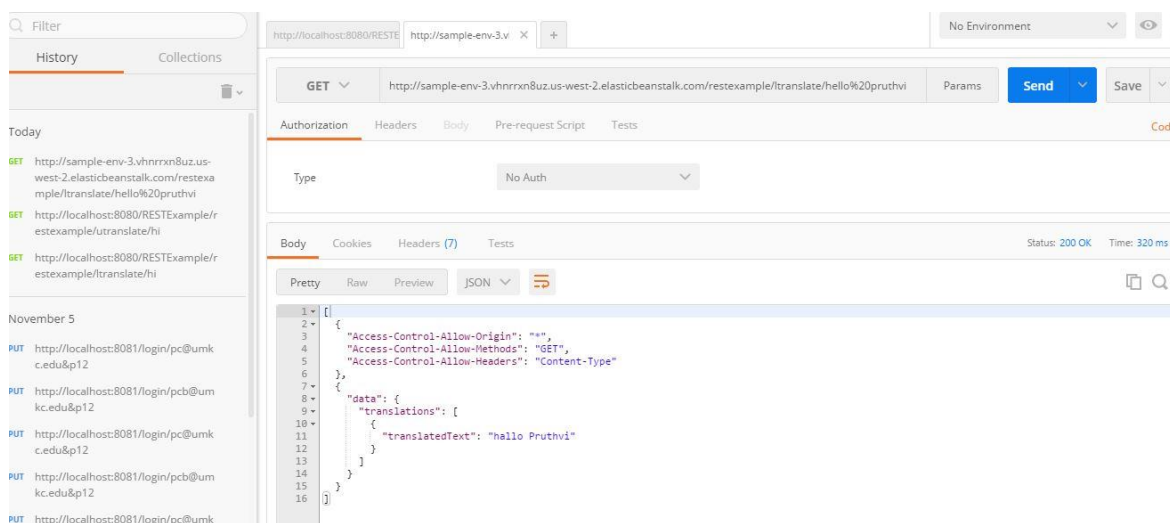 Filter
History Collections
Today
GET http://sample-env-3.vhnrrxn8uz.us-
west-2.elasticbeanstalk.com/restexa
mple/ltranslate/hello%20pruthvi
GET http://localhost:8080/RESTExample/r
estexample/utranslate/hi
GET http://localhost:8080/RESTExample/r
estexample/ltranslate/hi
November 5
PUT http://localhost:8081/login/pc@umk
c.edu&p12
PUT http://localhost:8081/login/pcb@um
kc.edu&p12
PUT http://localhost:8081/login/pc@umk
c.edu&p12
PUT http://localhost:8081/login/pcb@um
kc.edu&p12
PUT http://localhost:8081/login/pc@umk
http://localhost:8080/RESTE http://sample-env-3.v × +
No Environment
GET http://sample-env-3.vhnrrxn8uz.us-west-2.elasticbeanstalk.com/restexample/ltranslate/hello%20pruthvi Params Send Save
Authorization Headers Body Pre-request Script Tests Cod
Type No Auth
Body Cookies Headers (7) Tests Status: 200 OK Time: 320 ms
Pretty Raw Preview JSON
1 [
2 {
3 "Access-Control-Allow-Origin": "*",
4 "Access-Control-Allow-Methods": "GET",
5 "Access-Control-Allow-Headers": "Content-Type"
6 },
7 {
8 "data": {
9 "translations": [
10 {
11 "translatedText": "hallo Pruthvi"
12 }
13 ]
14 }
15 }
16 ]